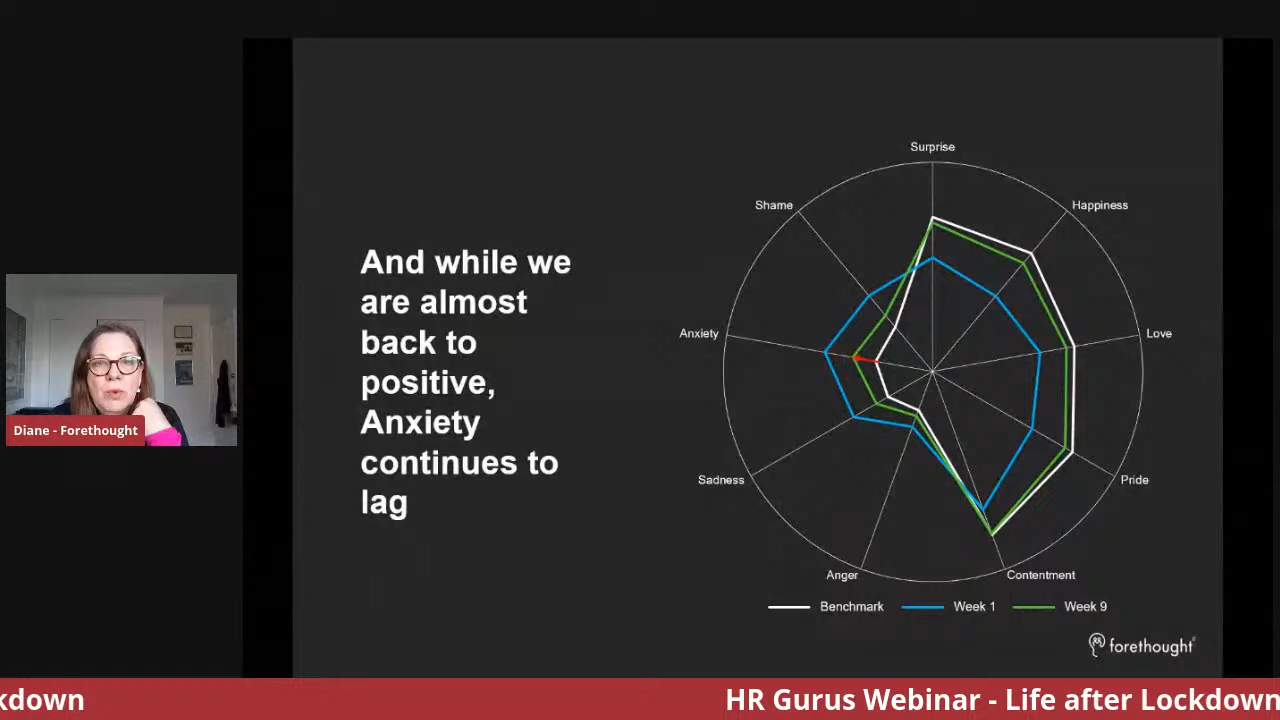 Surprise
Shame
Happiness
And while we
are almost
back to
positive,
Anxiety
continues to
lag
Anxiety
Love
Diane - Forethought
Sadness
Pride
Anger
Contentment
Benchmark
Week 1
Week 9
forethought
kdown
HR Gurus Webinar - Life after Lockdown